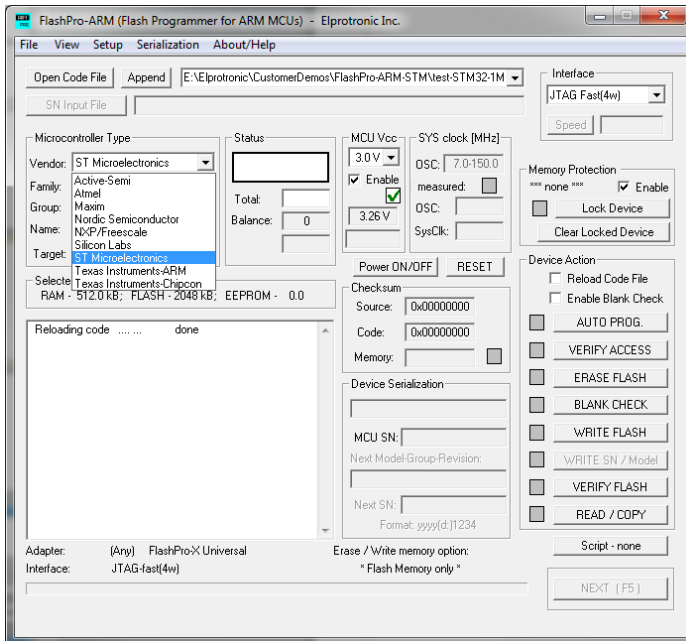 FlashPro-ARM (Flash Programmer for ARM MCUs) - Elprotronic Inc.
File View Setup Serialization About/Help
Open Code File Append E:\Elprotronic\CustomerDemos\FlashPro-ARM-STM\test-STM32-1M
SN Input File
Interface
JTAG Fast(4w)
Speed
Microcontroller Type
Vendor: ST Microelectronics
Family:
Group:
Name:
Target:
Active-Semi
Atmel
Maxim
Nordic Semiconductor
NXP/Freescale
Silicon Labs
ST Microelectronics
Texas Instruments-ARM
Texas Instruments-Chipcon
Status
Total:
Balance: 0
MCU Vcc
3.0 V
Enable
3.26 V
SYS clock [MHz]
OSC: 7.0-150.0
measured:
OSC:
SysClk:
Memory Protection
*** none *** Enable
Lock Device
Clear Locked Device
Power ON/OFF RESET
Selecte
RAM - 512.0 kB; FLASH - 2048 kB; EEPROM - 0.0
Reloading code .... ... done
Checksum
Source: 0x00000000
Code: 0x00000000
Memory:
Device Serialization
MCU SN:
Next Model-Group-Revision:
Next SN:
Format: yyyy(d:)1234
Device Action
Reload Code File
Enable Blank Check
AUTO PROG.
VERIFY ACCESS
ERASE FLASH
BLANK CHECK
WRITE FLASH
WRITE SN / Model
VERIFY FLASH
READ / COPY
Script - none
NEXT ( F5 )
Adapter: (Any) FlashPro-X Universal
Interface: JTAG-fast(4w)
Erase / Write memory option:
* Flash Memory only *